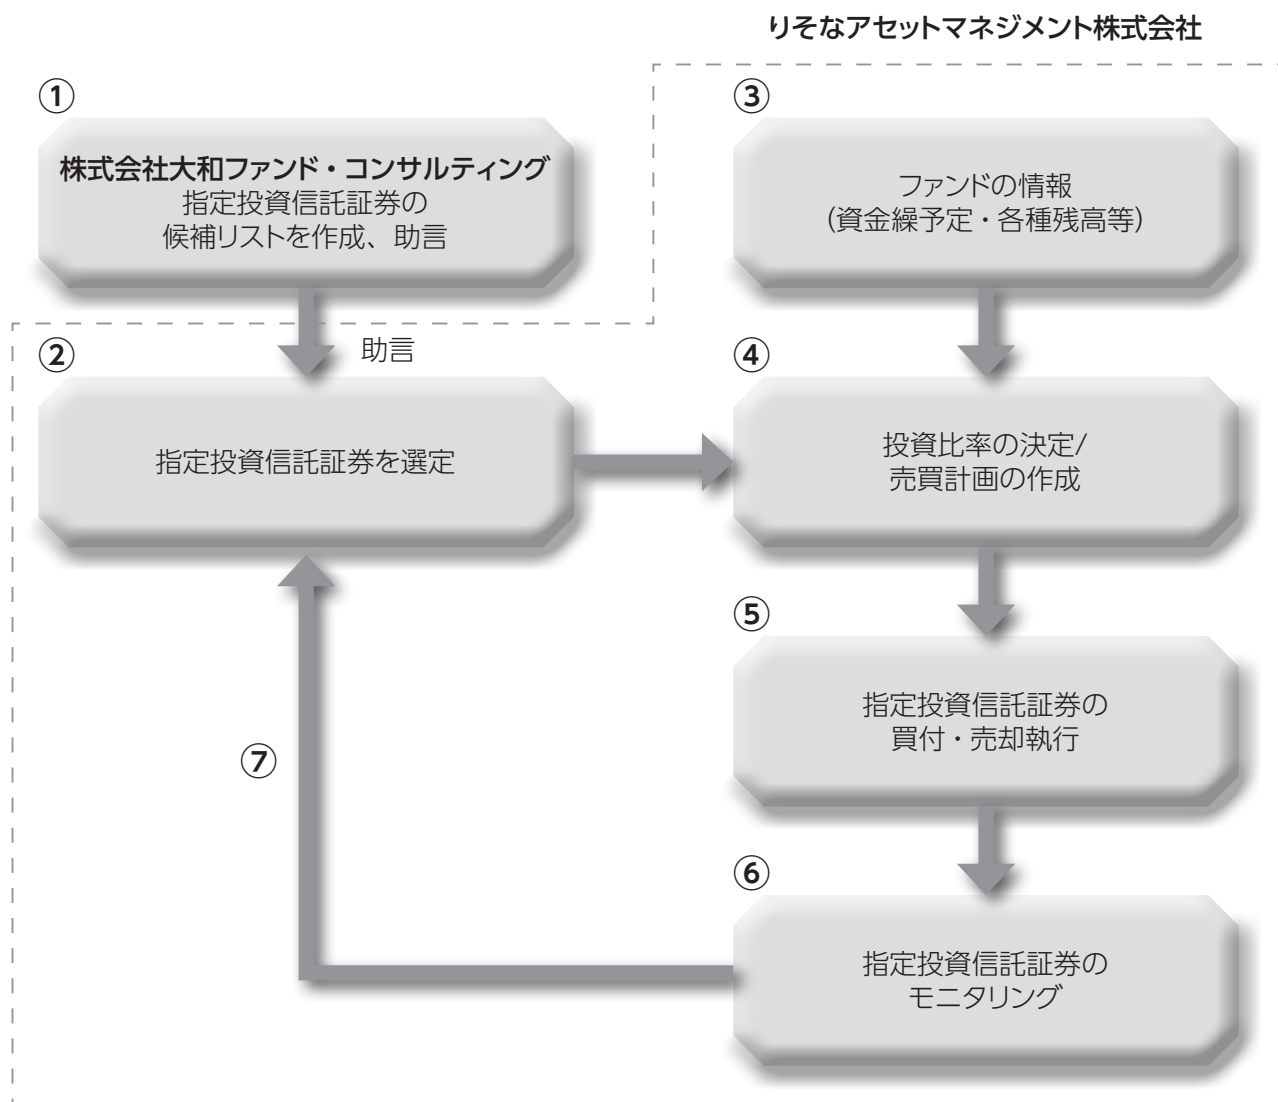 りそなアセットマネジメント株式会社
①
株式会社大和ファンド・コンサルティング
指定投資信託証券の
候補リストを作成、助言
③
ファンドの情報
(資金繰予定・各種残高等)
②
助言
指定投資信託証券を選定
④
投資比率の決定/
売買計画の作成
⑤
指定投資信託証券の
買付・売却執行
⑦
⑥
指定投資信託証券の
モニタリング